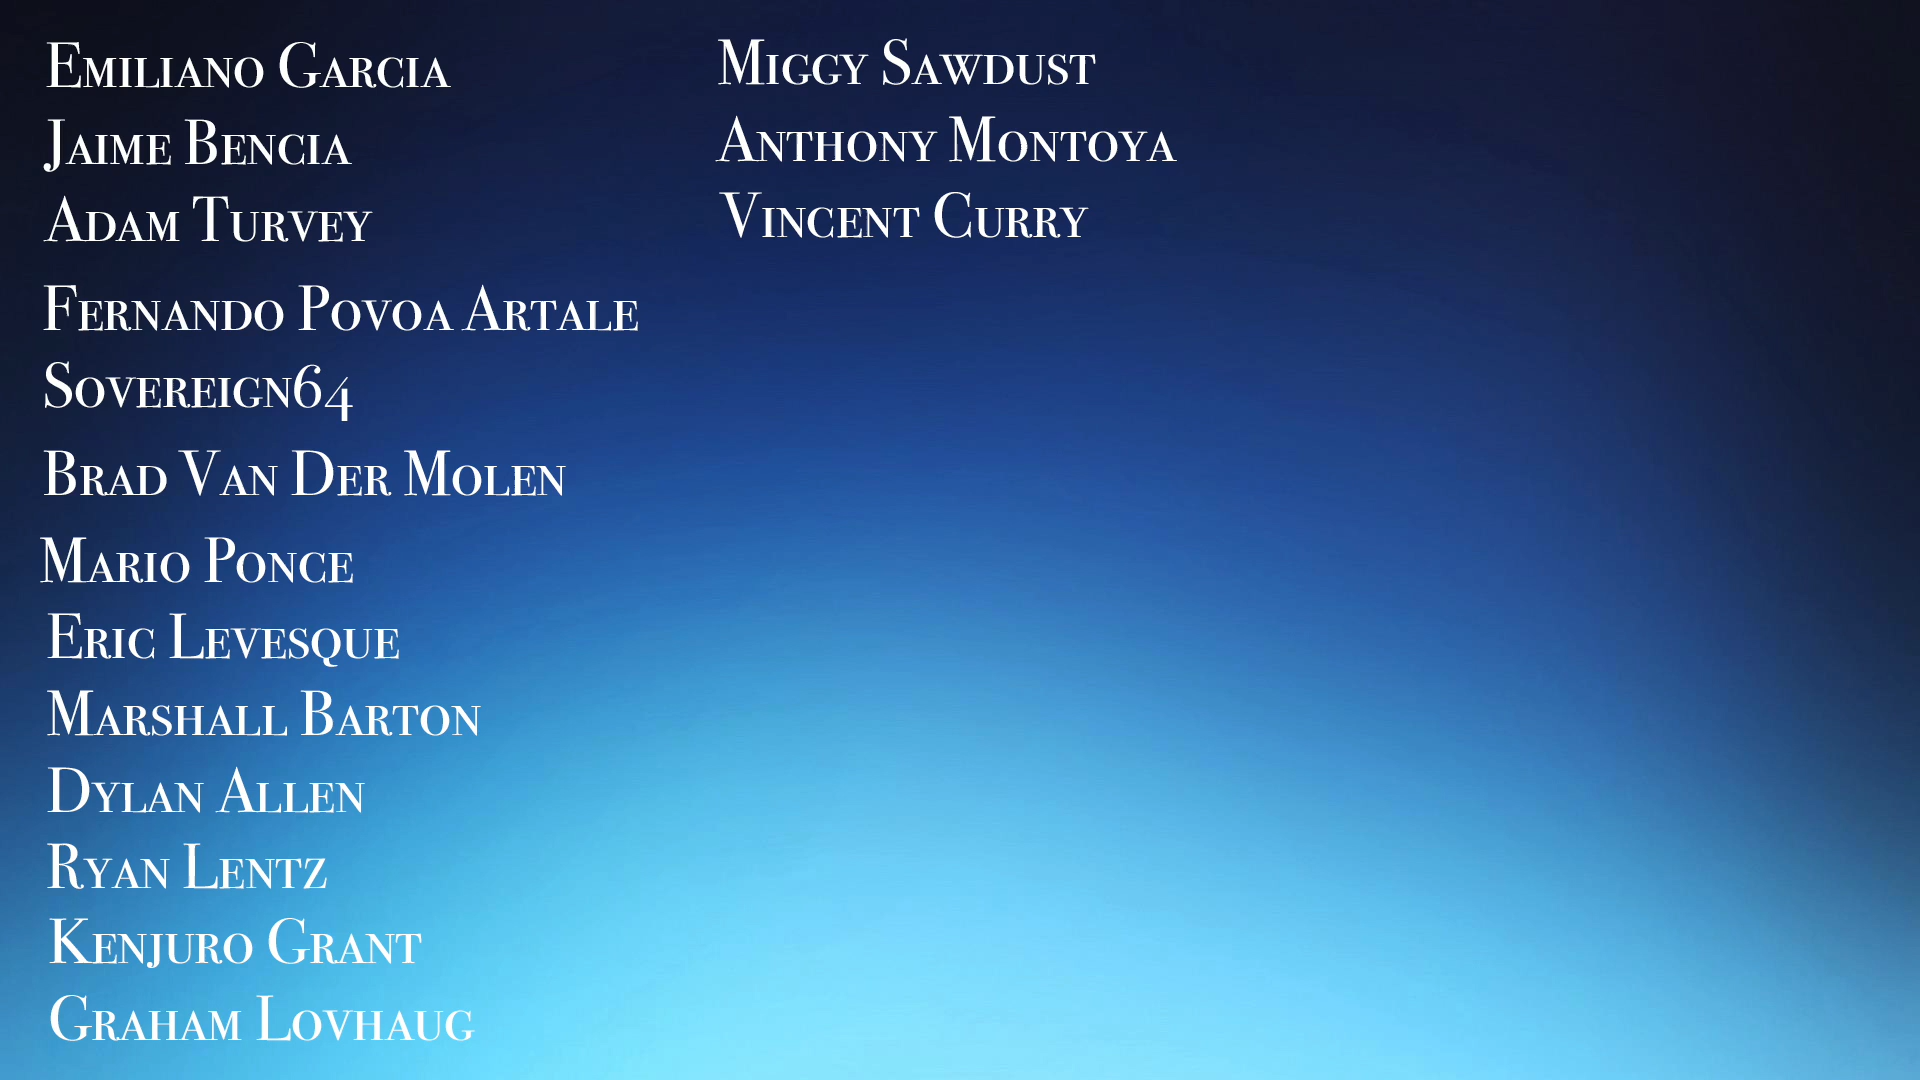 Emiliano Garcia
Jaime Bencia
Adam Turvey
Fernando Povoa Artale
Sovereign64
Brad Van Der Molen
Mario Ponce
Eric Levesque
Marshall Barton
Dylan Allen
Ryan Lentz
Kenjuro Grant
Graham Lovhaug
Miggy Sawdust
Anthony Montoya
Vincent Curry